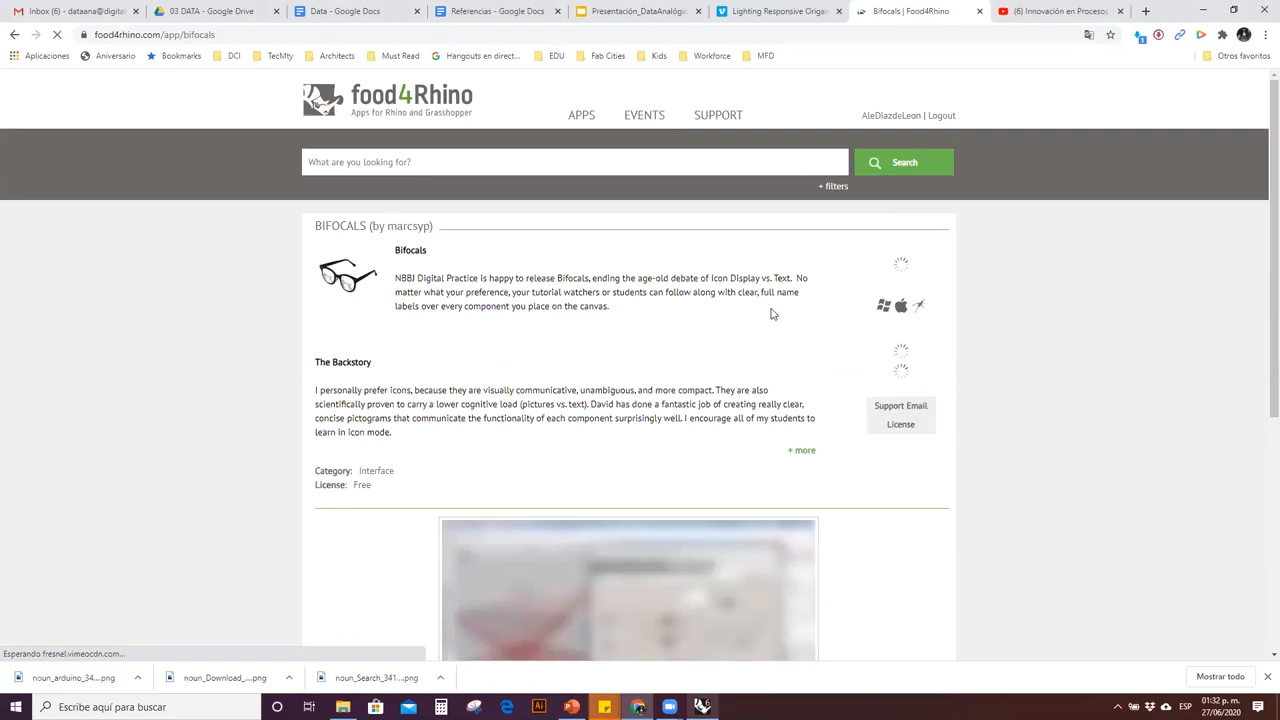 Inbox (6) - dataana@digital
03 DATA - Google Drive
Data - Google Docs
Referencias - Google Docs
Presentación_DataAnalógic
Lighting Responsive Origam
Bifocals | Food4Rhino
(6) Innovación en Procesos
food4rhino.com/app/bifocals
Aplicaciones
Aniversario
Bookmarks
DCI
TecMty
Architects
Must Read
Hangouts en direct...
EDU
Fab Cities
Kids
Workforce
MFD
Otros favoritos
food4Rhino
Apps for Rhino and Grasshopper
APPS EVENTS SUPPORT
AleDiazdeLeon | Logout
What are you looking for?
Search
+ filters
BIFOCALS (by marcsyp)
Bifocals
NBBJ Digital Practice is happy to release Bifocals, ending the age-old debate of Icon Display vs. Text. No
matter what your preference, your tutorial watchers or students can follow along with clear, full name
labels over every component you place on the canvas.
The Backstory
I personally prefer icons, because they are visually communicative, unambiguous, and more compact. They are also
scientifically proven to carry a lower cognitive load (pictures vs. text). David has done a fantastic job of creating really clear,
concise pictograms that communicate the functionality of each component surprisingly well. I encourage all of my students to
learn in icon mode.
+ more
Support Email
License
Category: Interface
License: Free
Esperando fresnel.vimeocdn.com...
noun_arduino_34....png
noun_Download_....png
noun_Search_341....png
Mostrar todo
Escribe aquí para buscar
ESP
01:32 p. m.
27/06/2020